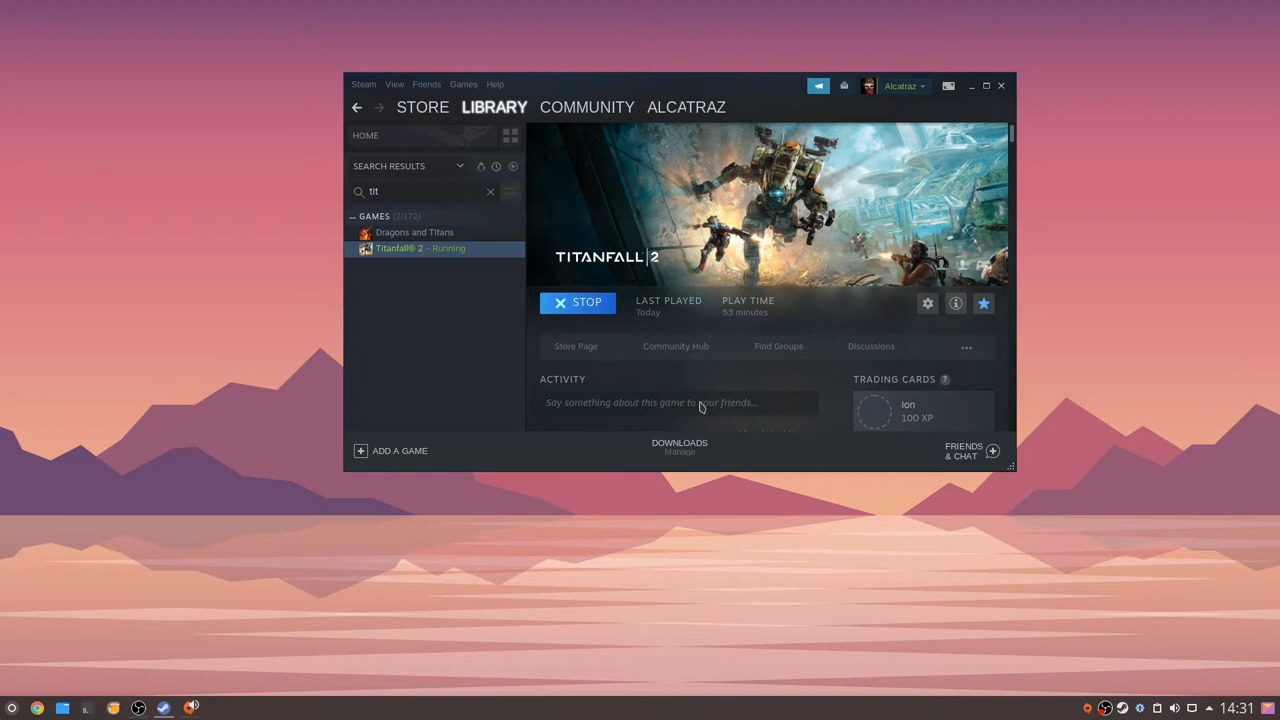 Steam View Friends Games Help
Alcatraz
STORE LIBRARY COMMUNITY ALCATRAZ
HOME
SEARCH RESULTS
tit
GAMES (2/172)
Dragons and Titans
Titanfall® 2 - Running
TITANFALL|2
STOP
LAST PLAYED
Today
PLAY TIME
53 minutes
Store Page Community Hub Find Groups Discussions
ACTIVITY
Say something about this game to your friends...
TRADING CARDS ?
Ion
100 XP
ADD A GAME
DOWNLOADS
Manage
FRIENDS
& CHAT
14:31